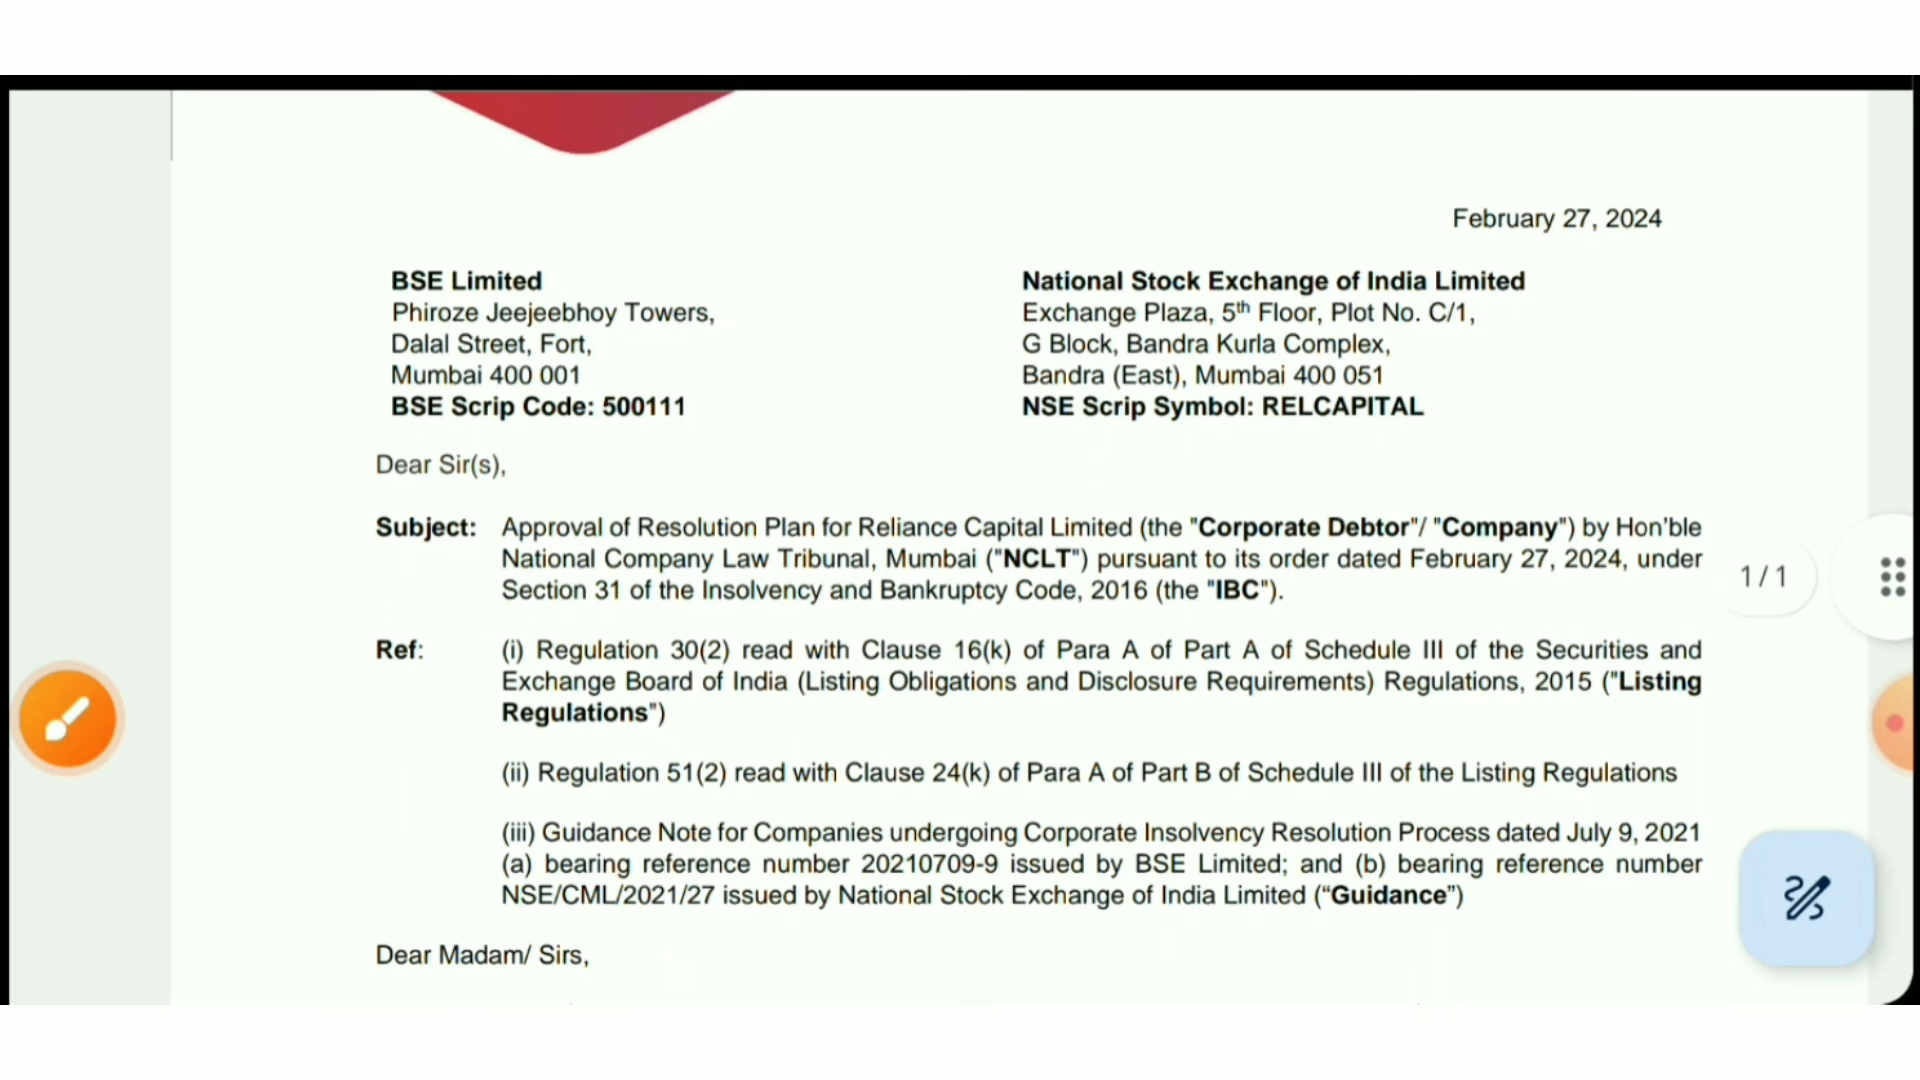 February 27, 2024
BSE Limited
Phiroze Jeejeebhoy Towers,
Dalal Street, Fort,
Mumbai 400 001
BSE Scrip Code: 500111
National Stock Exchange of India Limited
Exchange Plaza, 5th Floor, Plot No. C/1,
G Block, Bandra Kurla Complex,
Bandra (East), Mumbai 400 051
NSE Scrip Symbol: RELCAPITAL
Dear Sir(s),
Subject: Approval of Resolution Plan for Reliance Capital Limited (the "Corporate Debtor"/ "Company") by Hon'ble
National Company Law Tribunal, Mumbai ("NCLT") pursuant to its order dated February 27, 2024, under
Section 31 of the Insolvency and Bankruptcy Code, 2016 (the "IBC").
1 / 1
Ref: (i) Regulation 30(2) read with Clause 16(k) of Para A of Part A of Schedule III of the Securities and
Exchange Board of India (Listing Obligations and Disclosure Requirements) Regulations, 2015 ("Listing
Regulations")
(ii) Regulation 51(2) read with Clause 24(k) of Para A of Part B of Schedule III of the Listing Regulations
(iii) Guidance Note for Companies undergoing Corporate Insolvency Resolution Process dated July 9, 2021
(a) bearing reference number 20210709-9 issued by BSE Limited; and (b) bearing reference number
NSE/CML/2021/27 issued by National Stock Exchange of India Limited (“Guidance”)
Dear Madam/ Sirs,